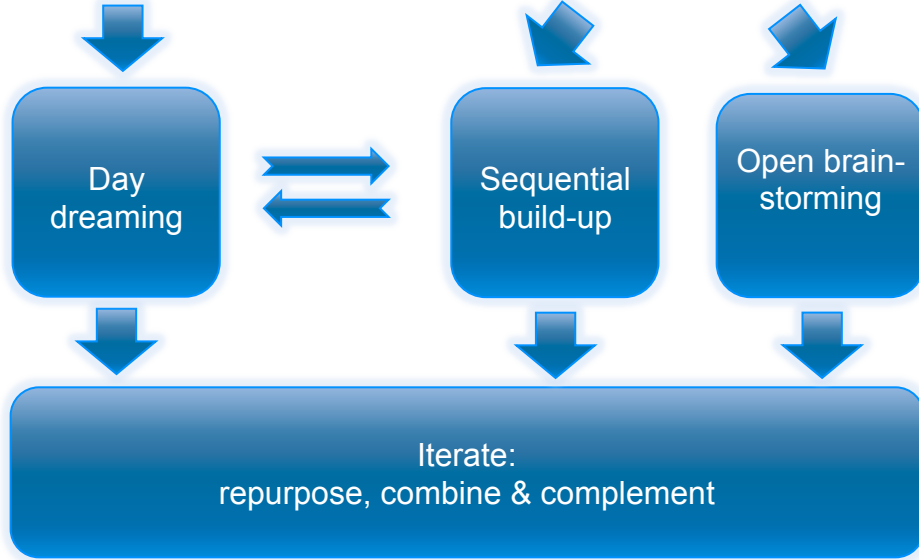 Day
dreaming
Sequential
build-up
Open brain-
storming
Iterate:
repurpose, combine & complement